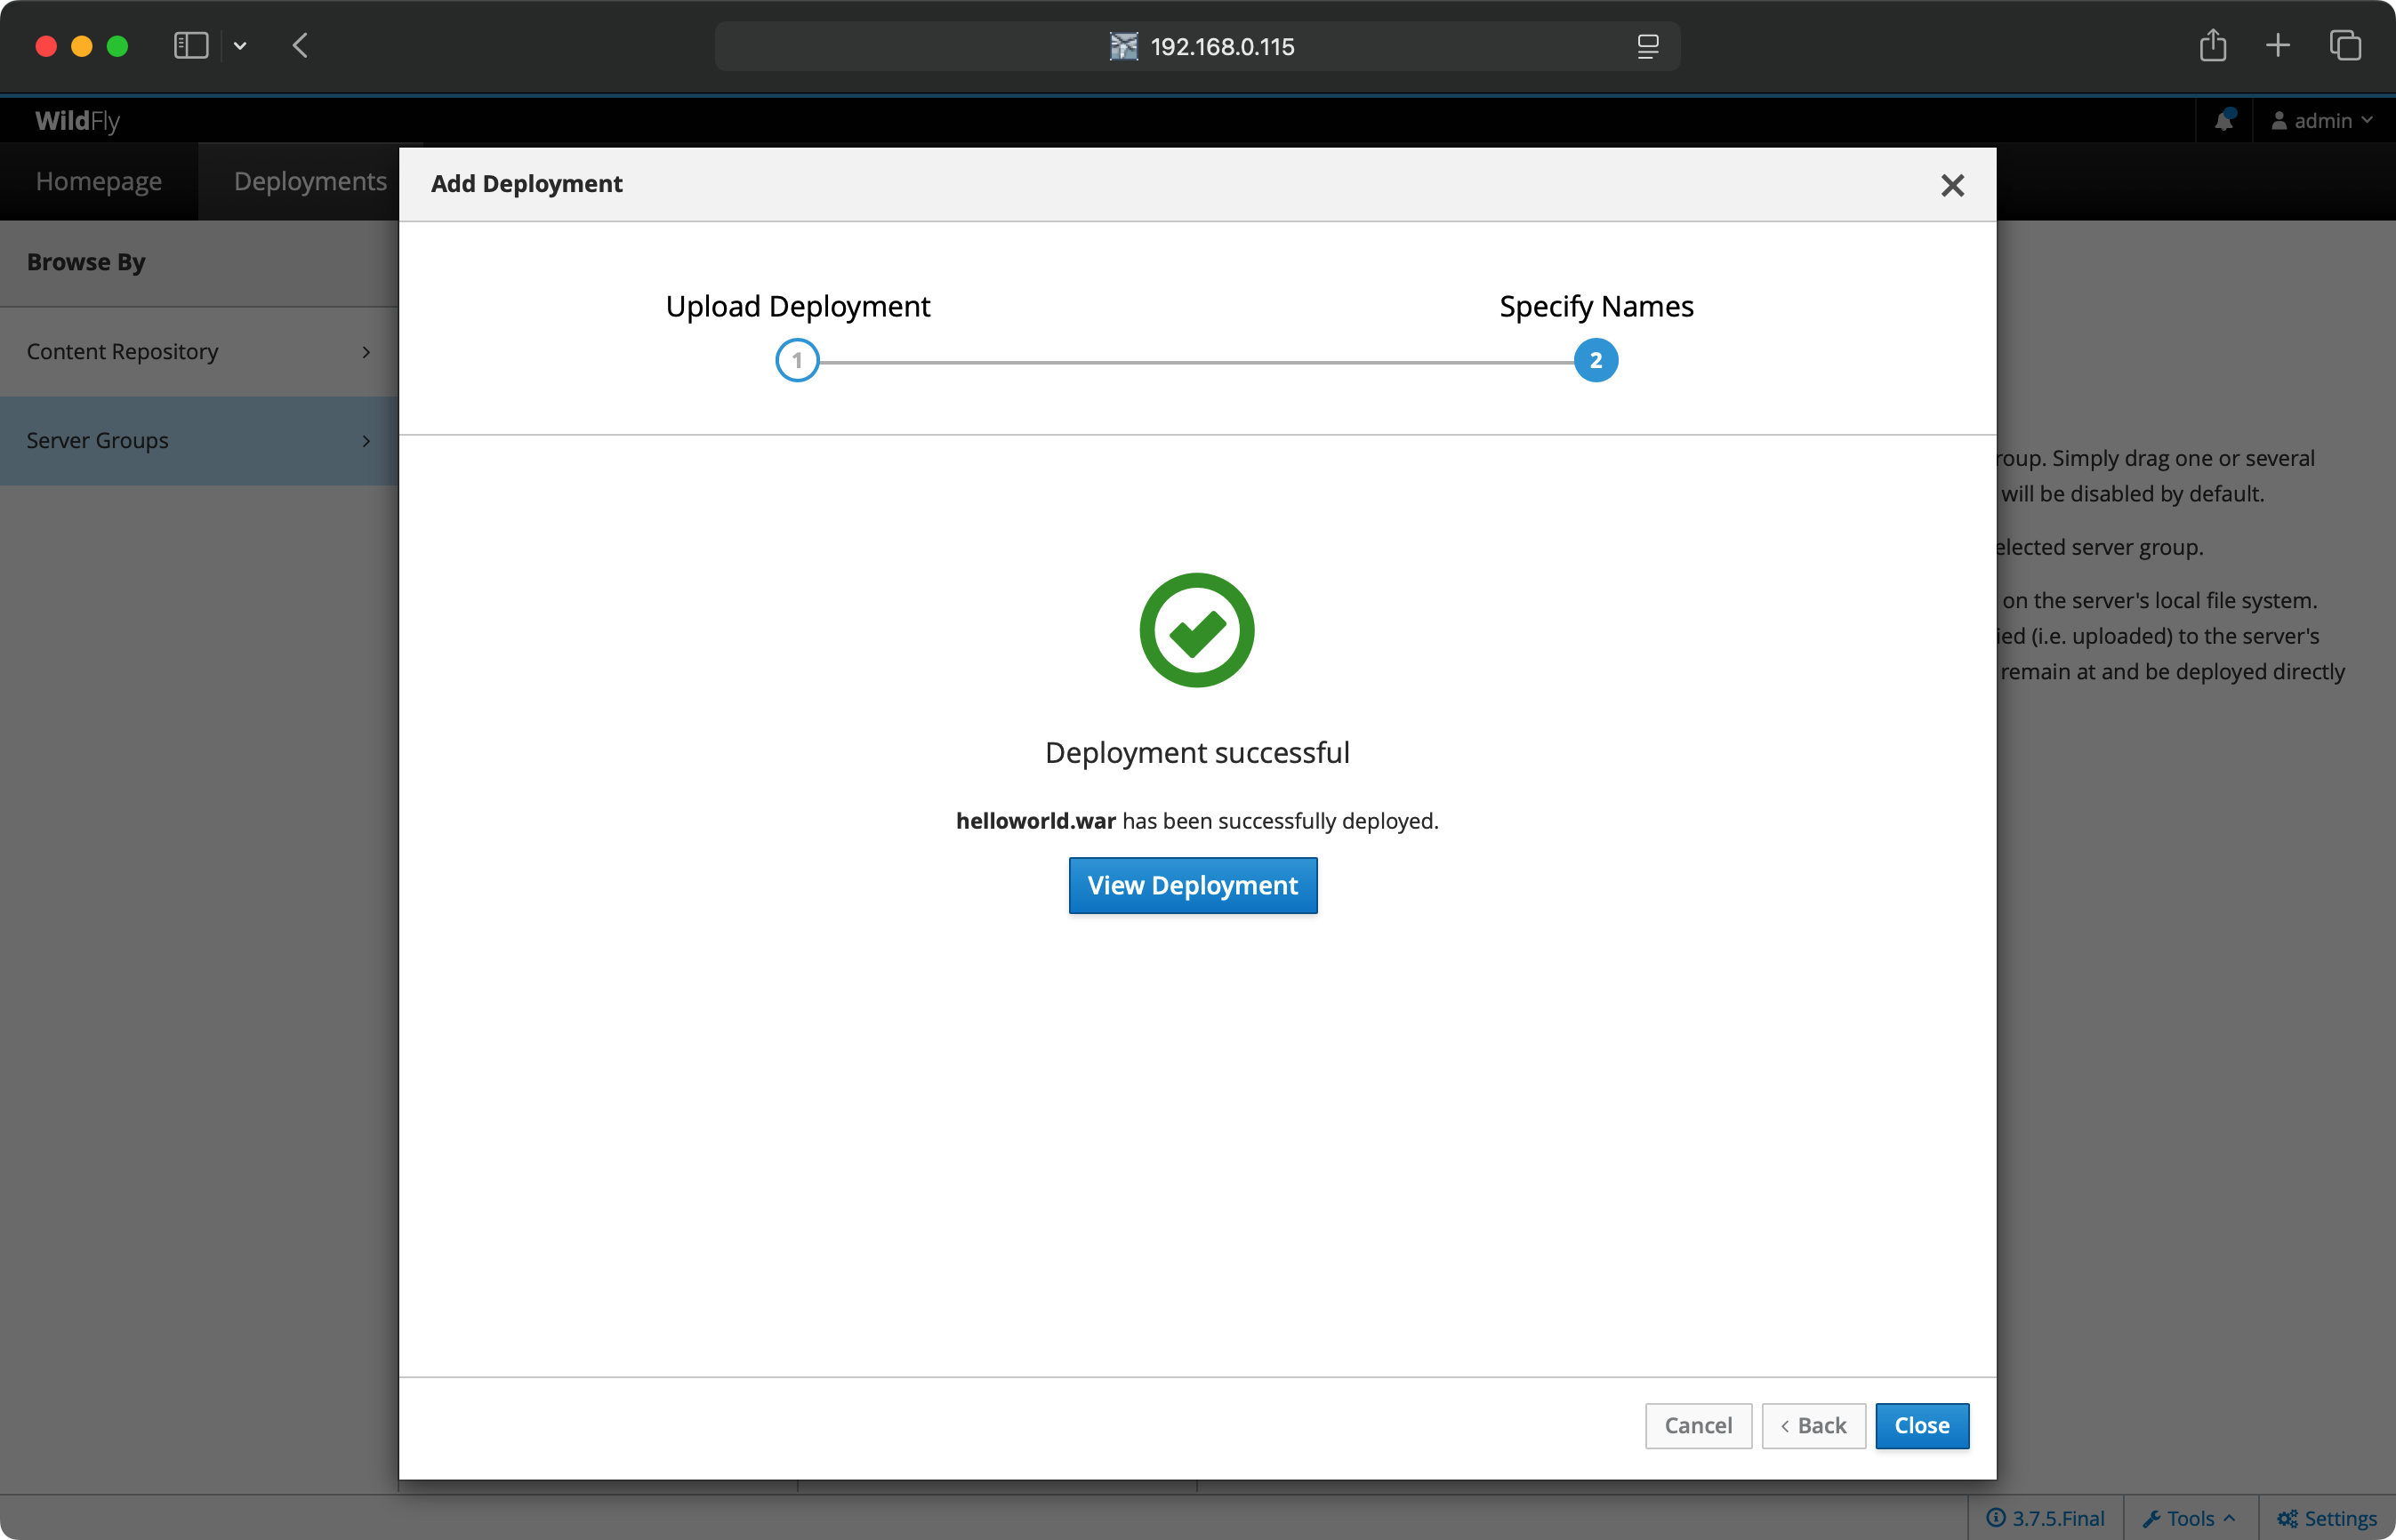 192.168.0.115
WildFly
admin
Homepage
Deployments
Add Deployment
Browse By
Content Repository
Server Groups
Upload Deployment
Specify Names
1
2
Deployment successful
helloworld.war has been successfully deployed.
View Deployment
roup. Simply drag one or several
will be disabled by default.
elected server group.
on the server's local file system.
ied (i.e. uploaded) to the server's
remain at and be deployed directly
Cancel
Back
Close
3.7.5.Final
Tools
Settings